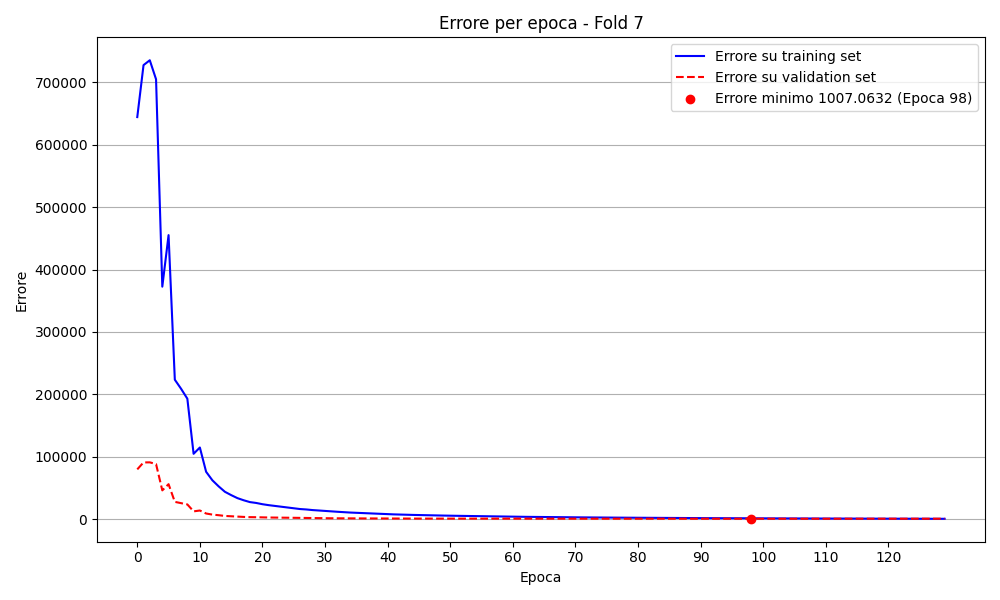 Errore per epoca - Fold 7
Errore su training set
Errore su validation set
Errore minimo 1007.0632 (Epoca 98)
Errore
700000
600000
500000
400000
300000
200000
100000
0
0 10 20 30 40 50 60 70 80 90 100 110 120
Epoca